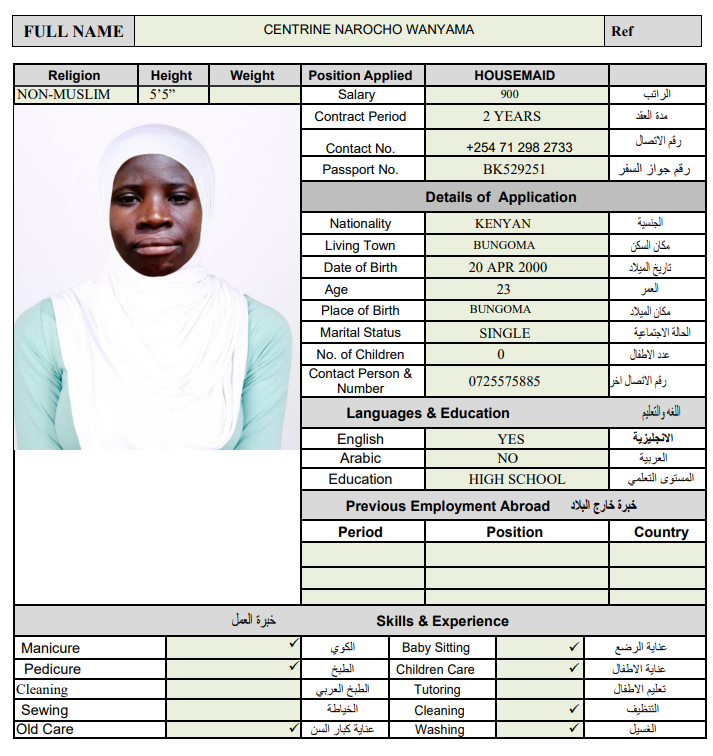 FULL NAME CENTRINE NAROCHO WANYAMA Ref
Religion Height Weight Position Applied HOUSEMAID
NON-MUSLIM 5’5” Salary 900 الراتب
Contract Period 2 YEARS مدة العقد
Contact No. +254 71 298 2733 رقم الاتصال
Passport No. BK529251 رقم جواز السفر
Details of Application
Nationality KENYAN الجنسية
Living Town BUNGOMA مكان السكن
Date of Birth 20 APR 2000 تاريخ الميلاد
Age 23 العمر
Place of Birth BUNGOMA مكان الميلاد
Marital Status SINGLE الحالة الاجتماعية
No. of Children 0 عدد الاطفال
Contact Person & Number 0725575885 رقم الاتصال اخر
Languages & Education اللغه والتعليم
English YES الانجليزية
Arabic NO العربية
Education HIGH SCHOOL المستوى التعلمي
Previous Employment Abroad خبرة خارج البلاد
Period Position Country
خبرة العمل Skills & Experience
Manicure ✓ الكوي Baby Sitting ✓ عناية الرضع
Pedicure ✓ الطبخ Children Care ✓ عناية الاطفال
Cleaning الطبخ العربي Tutoring تعليم الاطفال
Sewing الخياطة Cleaning ✓ التنظيف
Old Care ✓ عناية كبار السن Washing ✓ الغسيل